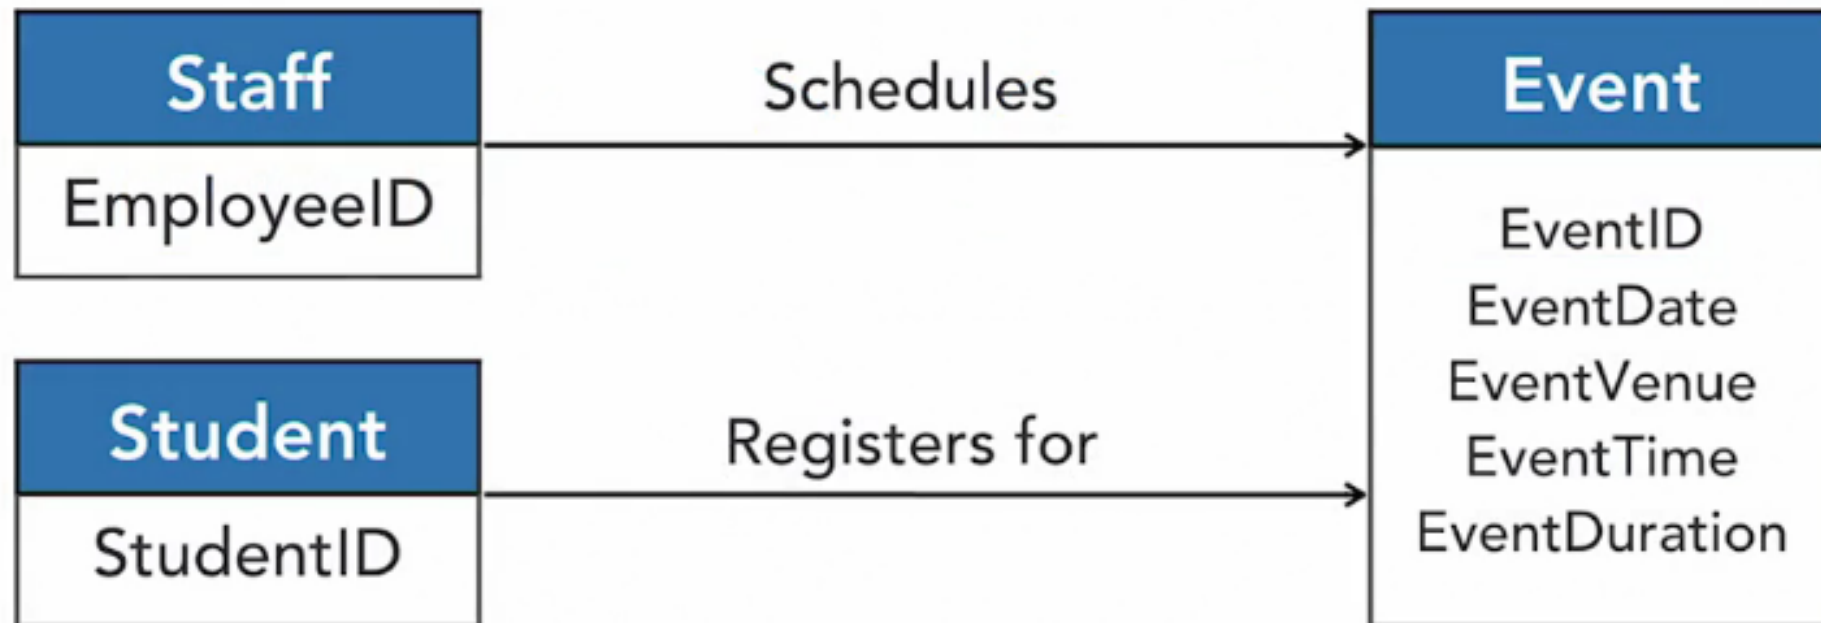 Staff
Schedules
Event
EmployeeID
EventID
EventDate
EventVenue
EventTime
EventDuration
Student
Registers for
StudentID